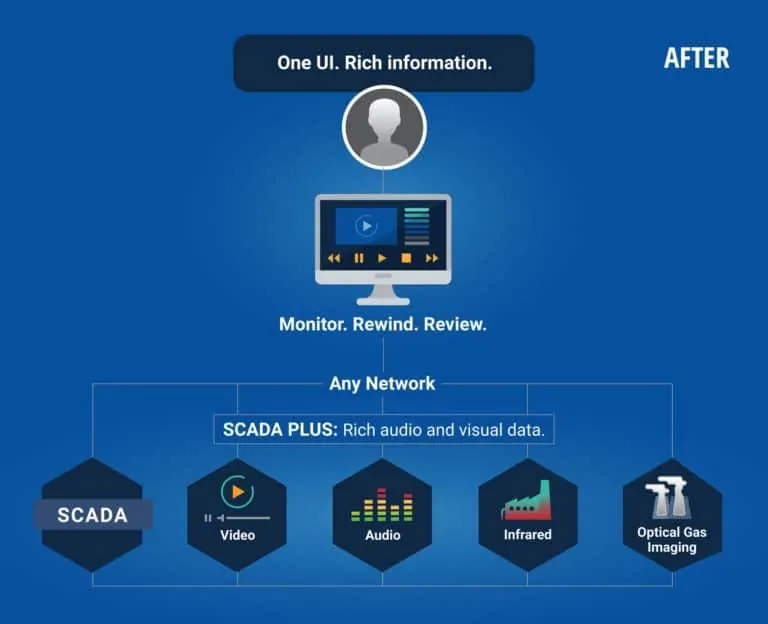 One UI. Rich information.
AFTER
Monitor. Rewind. Review.
Any Network
SCADA PLUS: Rich audio and visual data.
SCADA
Video
Audio
Infrared
Optical Gas
Imaging